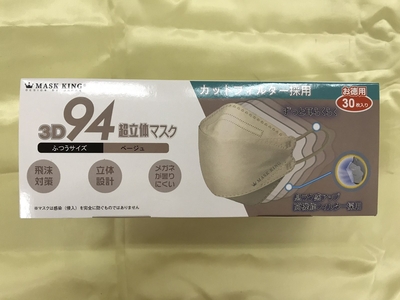 MASK KING
カットフィルター採用
お徳用
30枚入り
3D94超立体マスク
ふつうサイズ ベージュ
飛沫対策
立体設計
メガネが曇りにくい
※マスクは感染(侵入)を完全に防ぐものではありません